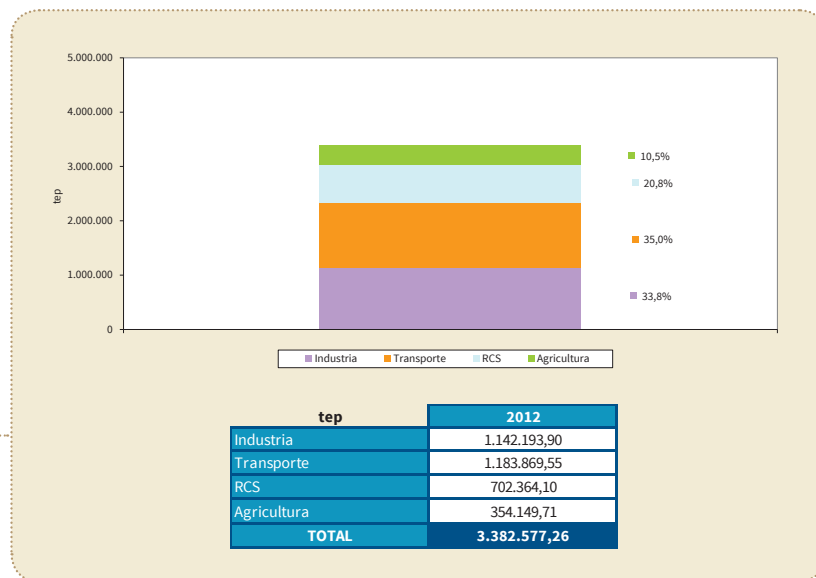 5.000.000
4.000.000
3.000.000
2.000.000
1.000.000
0
tep
10,5%
20,8%
35,0%
33,8%
Industria Transporte RCS Agricultura
tep 2012
Industria 1.142.193,90
Transporte 1.183.869,55
RCS 702.364,10
Agricultura 354.149,71
TOTAL 3.382.577,26